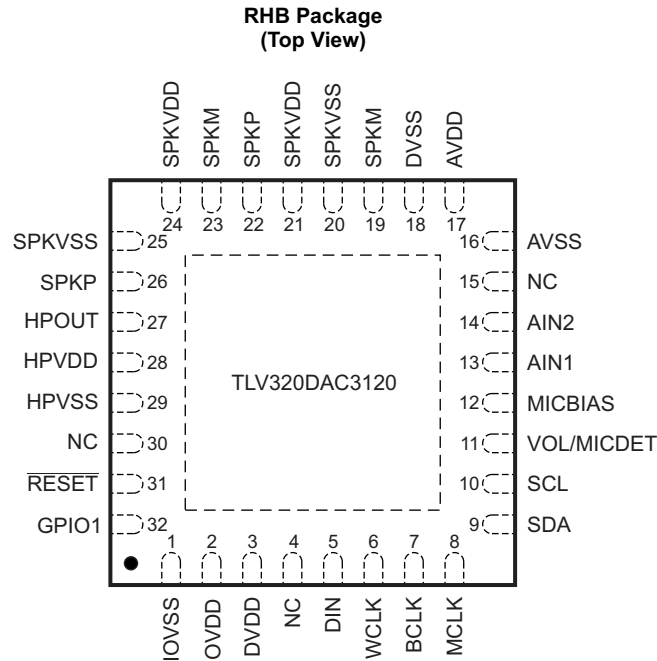 RHB Package
(Top View)
SPKVDD
SPKM
SPKP
SPKVDD
SPKVSS
SPKM
DVSS
AVDD
24 23 22 21 20 19 18 17
SPKVSS 25
SPKP 26
HPOUT 27
HPVDD 28
HPVSS 29
NC 30
RESET 31
GPIO1 32
TLV320DAC3120
16 AVSS
15 NC
14 AIN2
13 AIN1
12 MICBIAS
11 VOL/MICDET
10 SCL
9 SDA
1 2 3 4 5 6 7 8
IOVSS
OVDD
DVDD
NC
DIN
WCLK
BCLK
MCLK